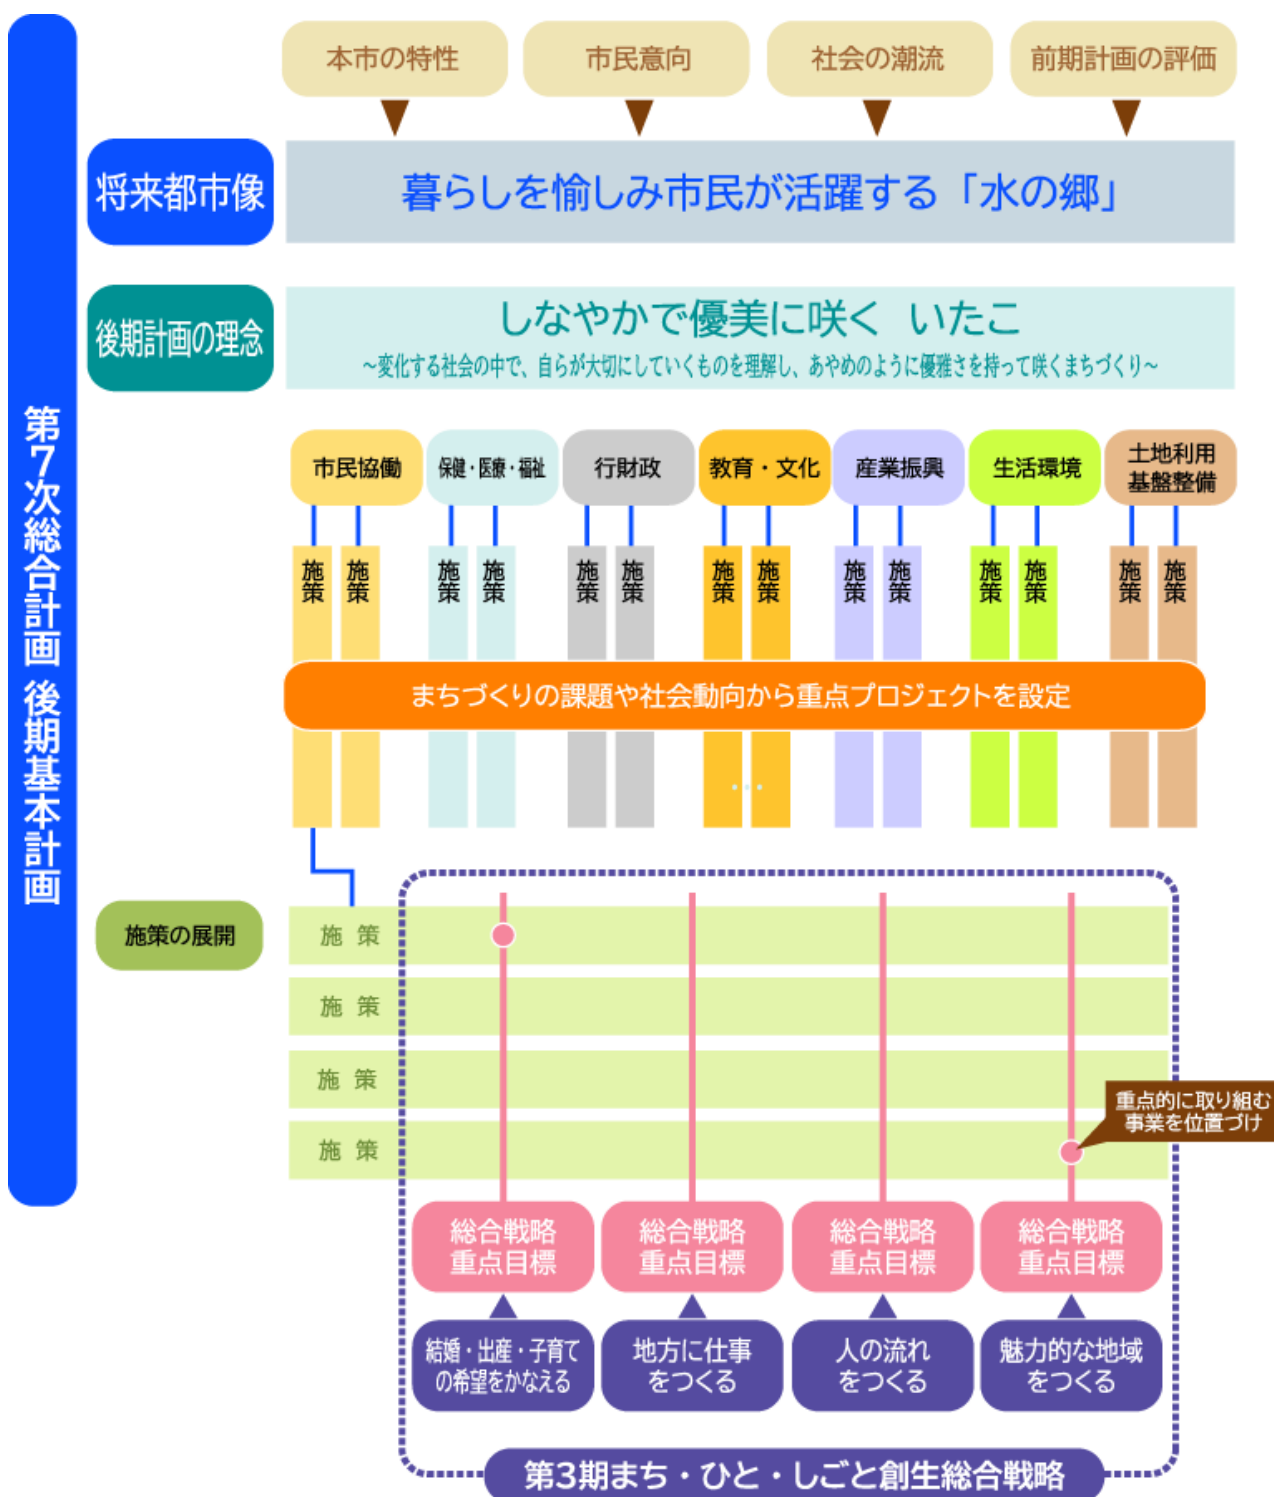 第7次総合計画 後期基本計画
本市の特性
市民意向
社会の潮流
前期計画の評価
将来都市像
暮らしを愉しみ市民が活躍する「水の郷」
後期計画の理念
しなやかで優美に咲く いたこ
～変化する社会の中で、自らが大切にしていくものを理解し、あやめのように優雅さを持って咲くまちづくり～
市民協働
保健・医療・福祉
行財政
教育・文化
産業振興
生活環境
土地利用
基盤整備
施策
施策
施策
施策
施策
施策
施策
施策
施策
施策
施策
施策
施策
施策
まちづくりの課題や社会動向から重点プロジェクトを設定
…
施策の展開
施 策
施 策
施 策
施 策
重点的に取り組む
事業を位置づけ
総合戦略
重点目標
総合戦略
重点目標
総合戦略
重点目標
総合戦略
重点目標
結婚・出産・子育て
の希望をかなえる
地方に仕事
をつくる
人の流れ
をつくる
魅力的な地域
をつくる
第3期まち・ひと・しごと創生総合戦略